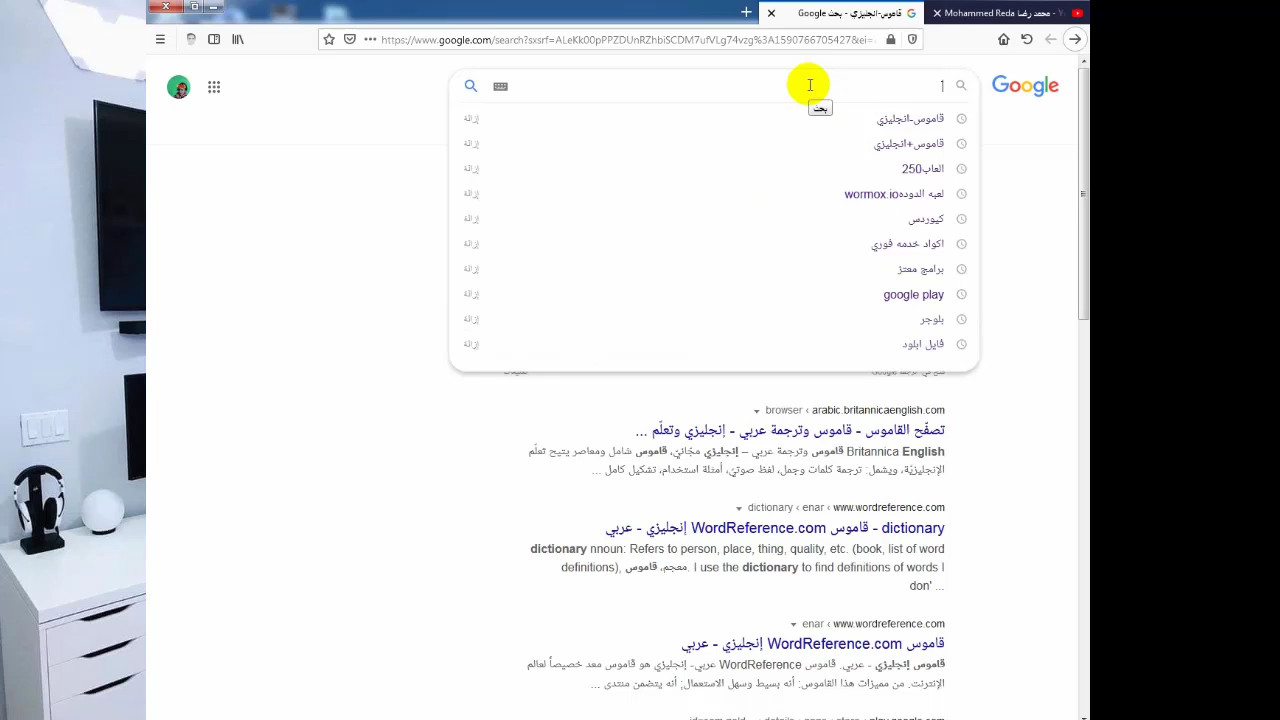 قاموس-انجليزي - بحث Google
محمد رضا Mohammed Reda - Yo
https://www.google.com/search?sxsrf=ALeKk00pPPZDUnRZhbiSCDM7ufVLg74vzg%3A1590766705427&ei=
Google
بحث
قاموس-انجليزي
إزالة
قاموس+انجليزي
إزالة
العاب250
إزالة
لعبه الدودهwormox.io
إزالة
كيوردس
إزالة
اكواد خدمه فوري
إزالة
برامج معتز
إزالة
google play
إزالة
بلوجر
إزالة
فايل ابلود
إزالة
browser ‹ arabic.britannicaenglish.com
تصفّح القاموس - قاموس وترجمة عربي - إنجليزي وتعلّم ...
Britannica English قاموس وترجمة عربي – إنجليزي مجّانيّ، قاموس شامل ومعاصر يتيح تعلّم
الإنجليزيّة، ويشمل: ترجمة كلمات وجمل، لفظ صوتيّ، أمثلة استخدام، تشكيل كامل ...
dictionary ‹ enar ‹ www.wordreference.com
dictionary - قاموس WordReference.com إنجليزي - عربي
dictionary nnoun: Refers to person, place, thing, quality, etc. (book, list of word
definitions), معجم، قاموس. I use the dictionary to find definitions of words I
don' ...
enar ‹ www.wordreference.com
قاموس WordReference.com إنجليزي - عربي
قاموس إنجليزي - عربي. قاموس WordReference عربي- إنجليزي هو قاموس معد خصيصاً لعالم
الإنترنت. من مميزات هذا القاموس: أنه بسيط وسهل الاستعمال; أنه يتضمن منتدى ...